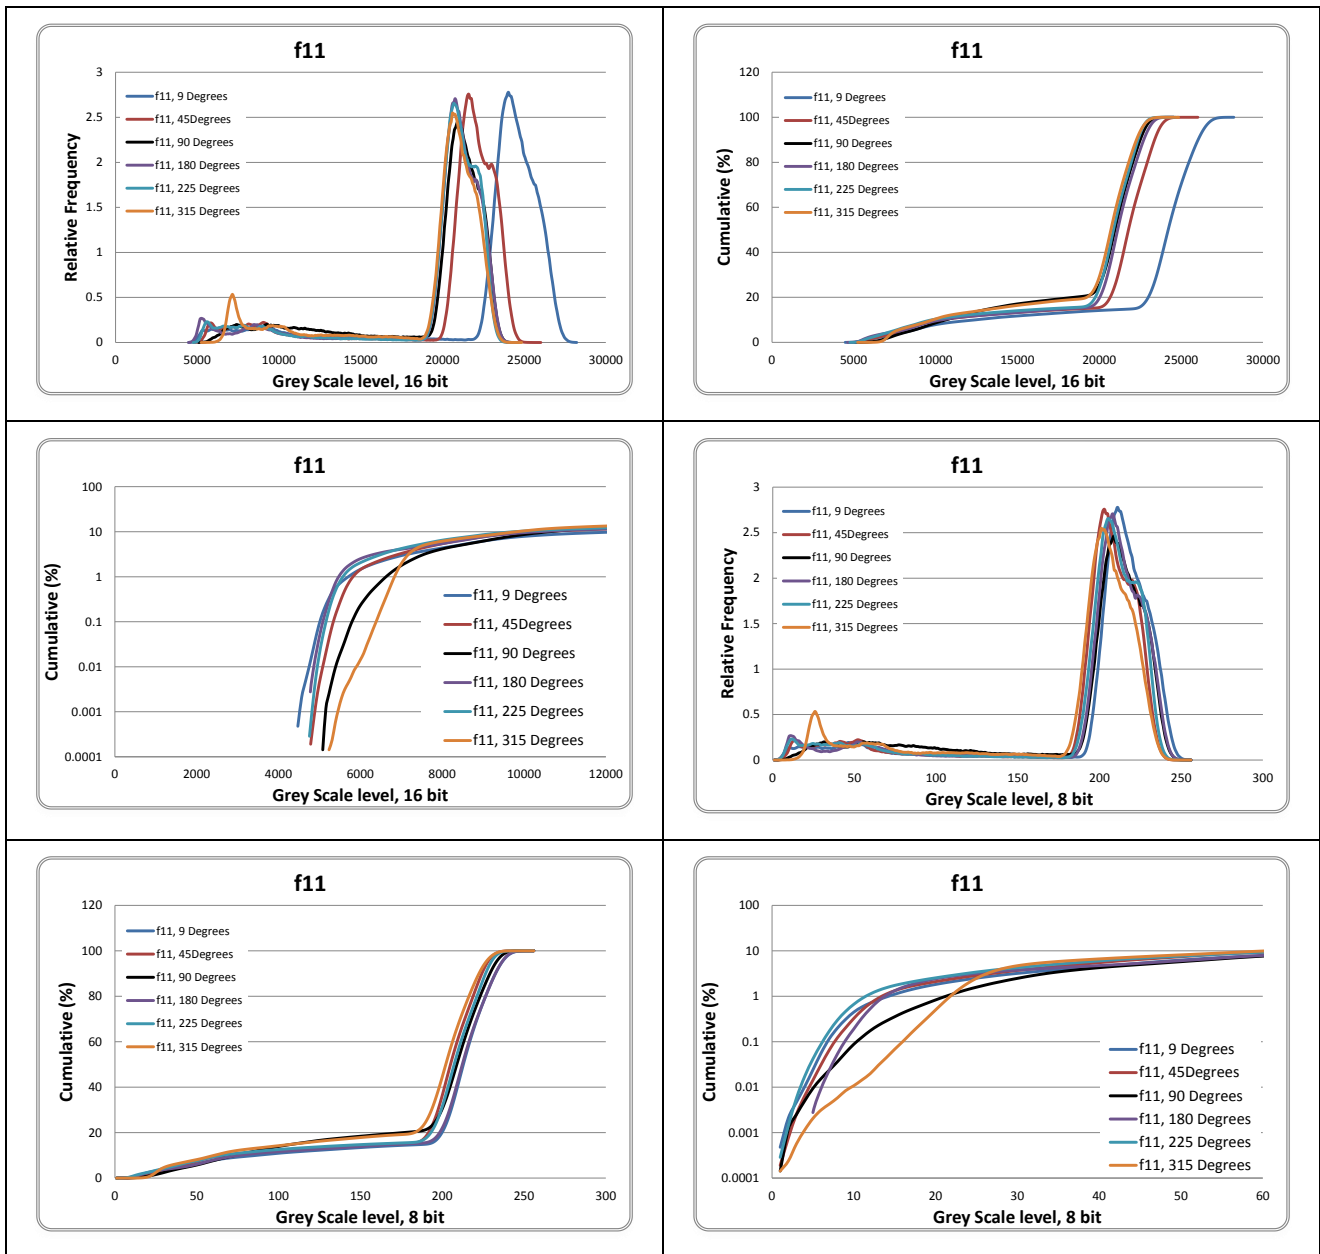 f11
3
2.5
2
1.5
1
0.5
0
Relative Frequency
f11, 9 Degrees
f11, 45Degrees
f11, 90 Degrees
f11, 180 Degrees
f11, 225 Degrees
f11, 315 Degrees
0 5000 10000 15000 20000 25000 30000
Grey Scale level, 16 bit
f11
120
100
80
60
40
20
0
Cumulative (%)
f11, 9 Degrees
f11, 45Degrees
f11, 90 Degrees
f11, 180 Degrees
f11, 225 Degrees
f11, 315 Degrees
0 5000 10000 15000 20000 25000 30000
Grey Scale level, 16 bit
f11
100
10
1
0.1
0.01
0.001
0.0001
Cumulative (%)
f11, 9 Degrees
f11, 45Degrees
f11, 90 Degrees
f11, 180 Degrees
f11, 225 Degrees
f11, 315 Degrees
0 2000 4000 6000 8000 10000 12000
Grey Scale level, 16 bit
f11
3
2.5
2
1.5
1
0.5
0
Relative Frequency
f11, 9 Degrees
f11, 45Degrees
f11, 90 Degrees
f11, 180 Degrees
f11, 225 Degrees
f11, 315 Degrees
0 50 100 150 200 250 300
Grey Scale level, 8 bit
f11
120
100
80
60
40
20
0
Cumulative (%)
f11, 9 Degrees
f11, 45Degrees
f11, 90 Degrees
f11, 180 Degrees
f11, 225 Degrees
f11, 315 Degrees
0 50 100 150 200 250 300
Grey Scale level, 8 bit
f11
100
10
1
0.1
0.01
0.001
0.0001
Cumulative (%)
f11, 9 Degrees
f11, 45Degrees
f11, 90 Degrees
f11, 180 Degrees
f11, 225 Degrees
f11, 315 Degrees
0 10 20 30 40 50 60
Grey Scale level, 8 bit